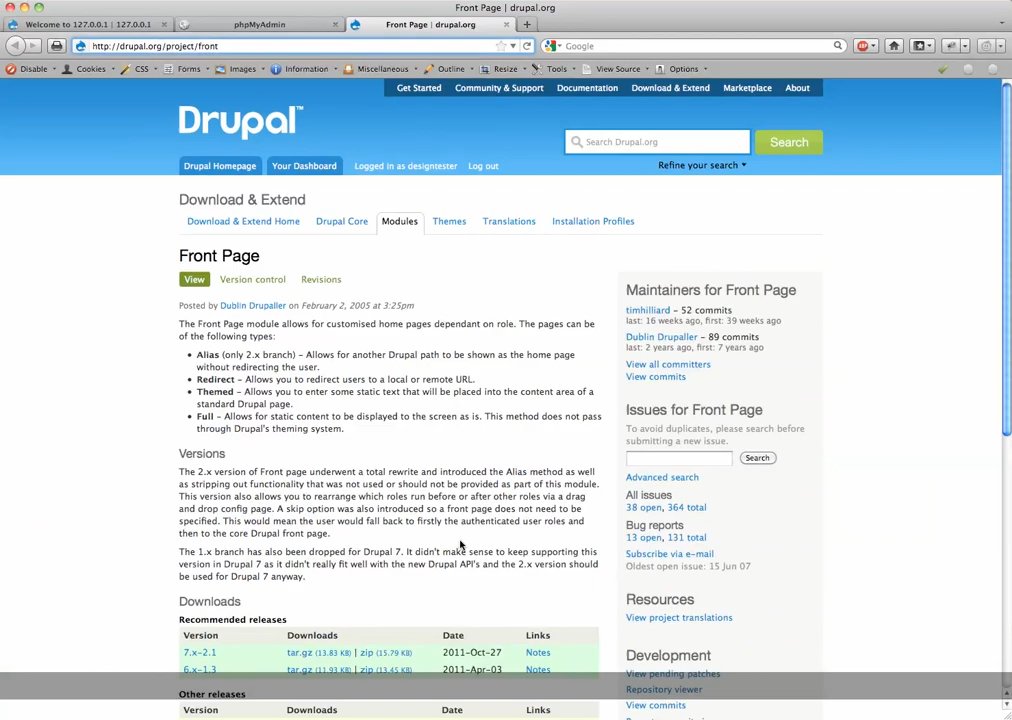 Front Page | drupal.org
Welcome to 127.0.0.1 | 127.0.0.1
phpMyAdmin
Front Page | drupal.org
http://drupal.org/project/front
Google
Disable Cookies CSS Forms Images Information Miscellaneous Outline Resize Tools View Source Options
Get Started Community & Support Documentation Download & Extend Marketplace About
Drupal™
Search Drupal.org
Search
Refine your search
Drupal Homepage Your Dashboard Logged in as designtester Log out
Download & Extend
Download & Extend Home Drupal Core Modules Themes Translations Installation Profiles
Front Page
View Version control Revisions
Posted by Dublin Drupaller on February 2, 2005 at 3:25pm
The Front Page module allows for customised home pages dependant on role. The pages can be
of the following types:
• Alias (only 2.x branch) – Allows for another Drupal path to be shown as the home page
without redirecting the user.
• Redirect – Allows you to redirect users to a local or remote URL.
• Themed – Allows you to enter some static text that will be placed into the content area of a
standard Drupal page.
• Full – Allows for static content to be displayed to the screen as is. This method does not pass
through Drupal's theming system.
Versions
The 2.x version of Front page underwent a total rewrite and introduced the Alias method as well
as stripping out functionality that was not used or should not be provided as part of this module.
This version also allows you to rearrange which roles run before or after other roles via a drag
and drop config page. A skip option was also introduced so a front page does not need to be
specified. This would mean the user would fall back to firstly the authenticated user roles and
then to the core Drupal front page.
The 1.x branch has also been dropped for Drupal 7. It didn't make sense to keep supporting this
version in Drupal 7 as it didn't really fit well with the new Drupal API's and the 2.x version should
be used for Drupal 7 anyway.
Downloads
Recommended releases
Version Downloads Date Links
7.x-2.1 tar.gz (13.83 KB) | zip (15.79 KB) 2011-Oct-27 Notes
6.x-1.3 tar.gz (11.93 KB) | zip (13.45 KB) 2011-Apr-03 Notes
Other releases
Version Downloads Date Links
Maintainers for Front Page
timhilliard – 52 commits
last: 16 weeks ago, first: 39 weeks ago
Dublin Drupaller – 89 commits
last: 2 years ago, first: 7 years ago
View all committers
View commits
Issues for Front Page
To avoid duplicates, please search before
submitting a new issue.
Search
Advanced search
All issues
38 open, 364 total
Bug reports
13 open, 131 total
Subscribe via e-mail
Oldest open issue: 15 Jun 07
Resources
View project translations
Development
View pending patches
Repository viewer
View commits